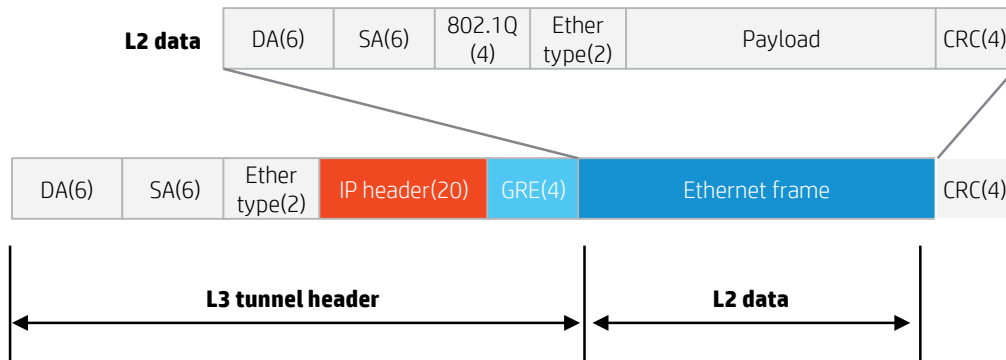 L2 data
DA(6)
SA(6)
802.1Q
(4)
Ether
type(2)
Payload
CRC(4)
DA(6)
SA(6)
Ether
type(2)
IP header(20)
GRE(4)
Ethernet frame
CRC(4)
L3 tunnel header
L2 data